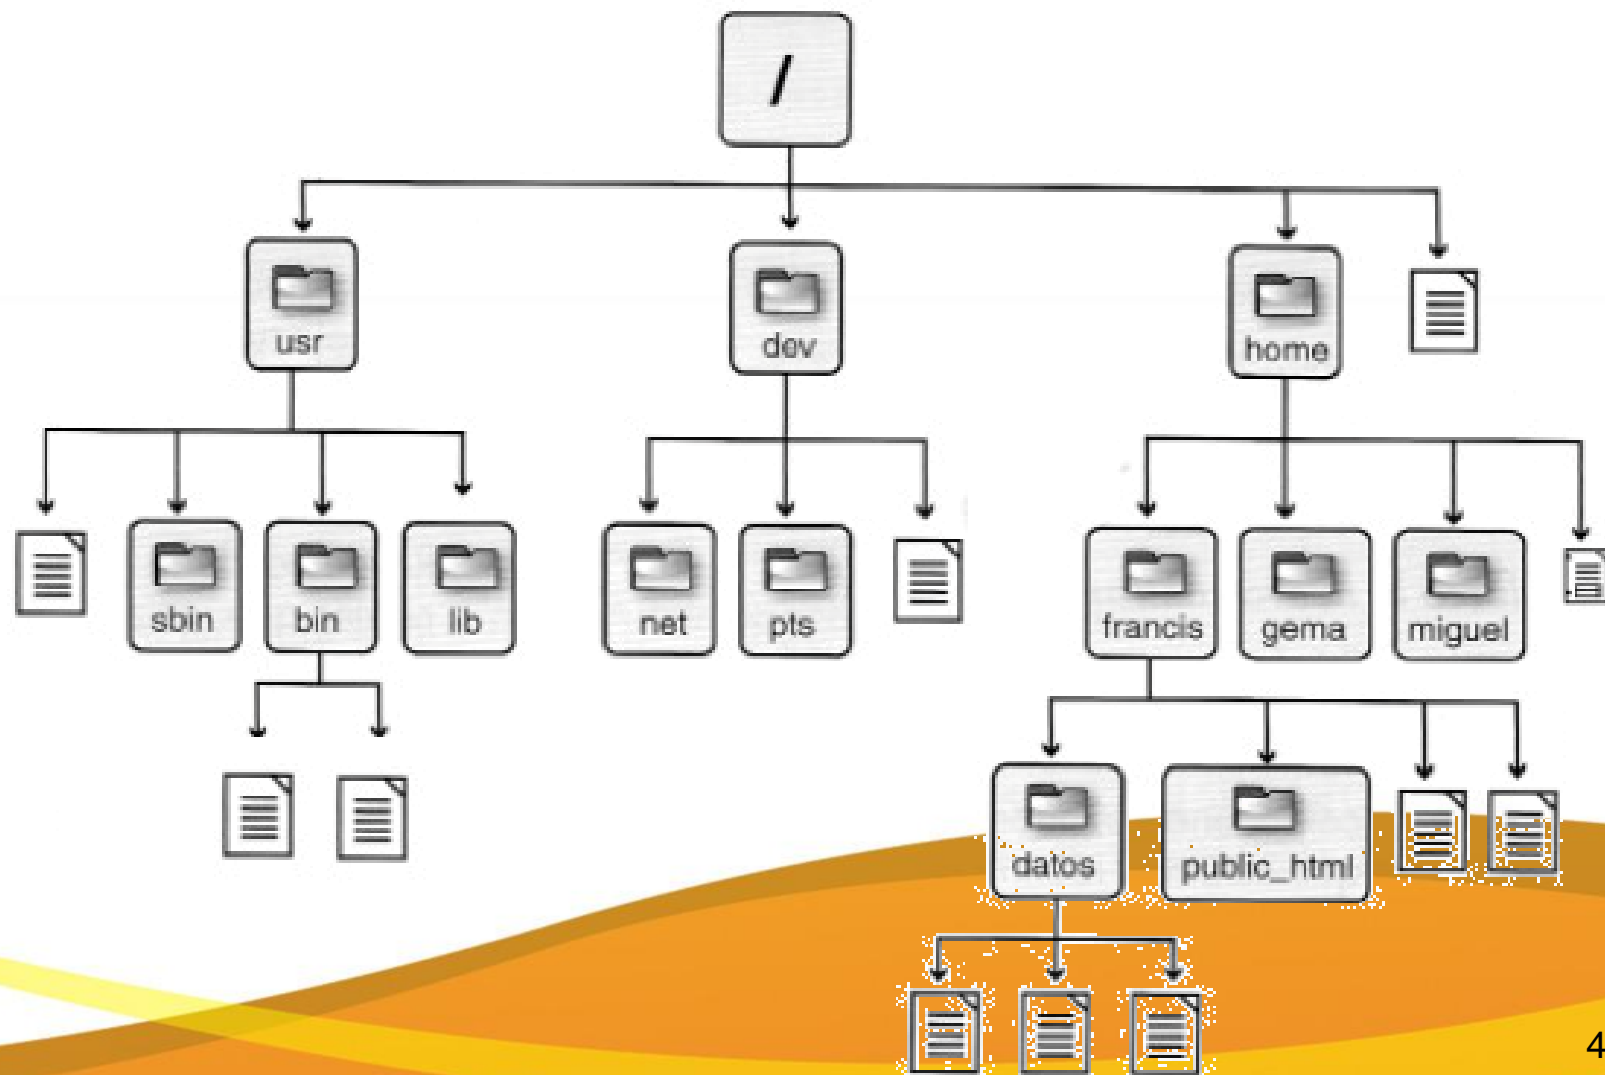 /
usr
dev
home
sbin
bin
lib
net
pts
francis
gema
miguel
datos
public_html
4